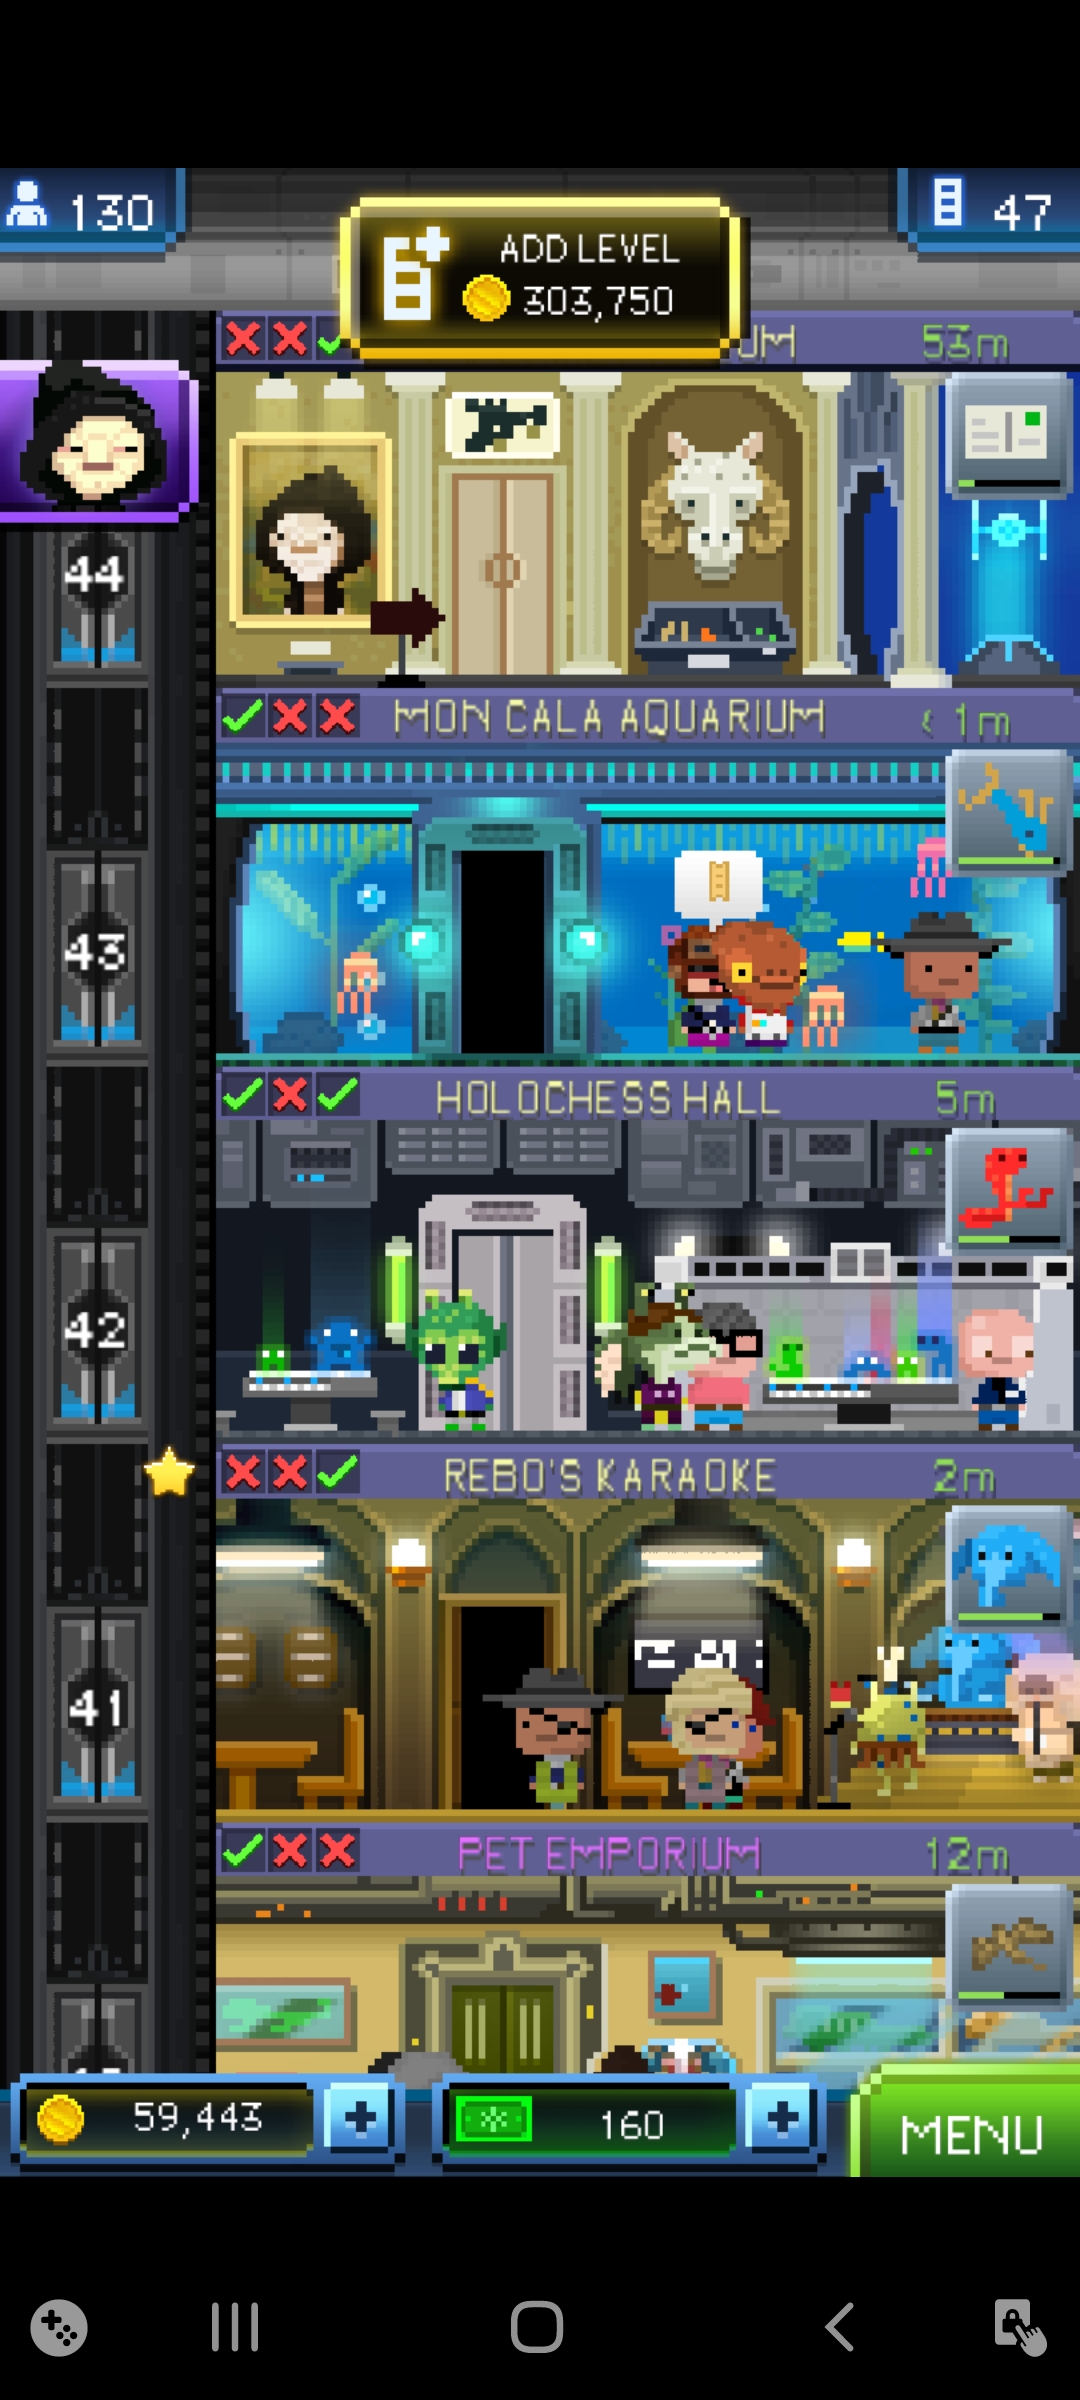 130
47
ADD LEVEL
303,750
UM
53m
44
MON CALA AQUARIUM
< 1m
43
HOLOCHESS HALL
5m
42
REBO'S KARAOKE
2m
41
PET EMPORIUM
12m
59,443
160
MENU